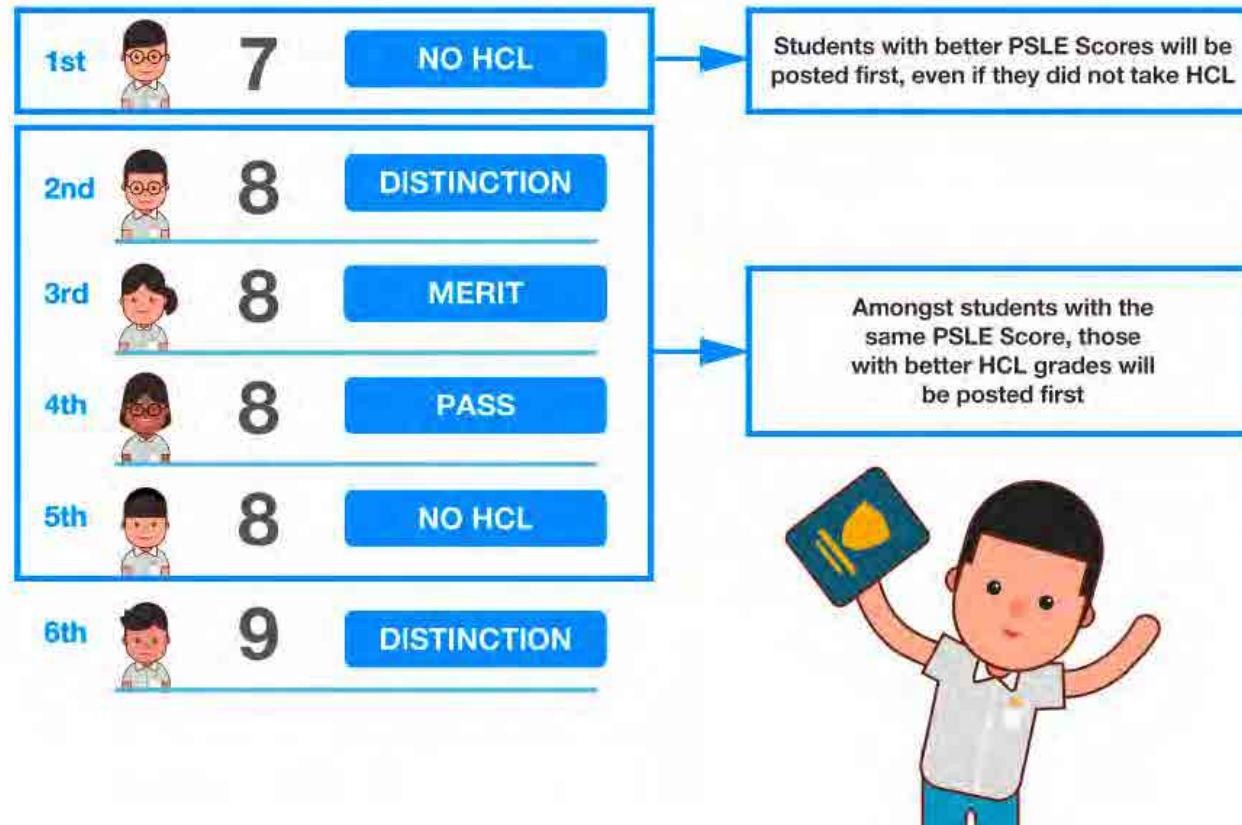 1st 7 NO HCL
Students with better PSLE Scores will be
posted first, even if they did not take HCL
2nd 8 DISTINCTION
3rd 8 MERIT
4th 8 PASS
5th 8 NO HCL
Amongst students with the
same PSLE Score, those
with better HCL grades will
be posted first
6th 9 DISTINCTION